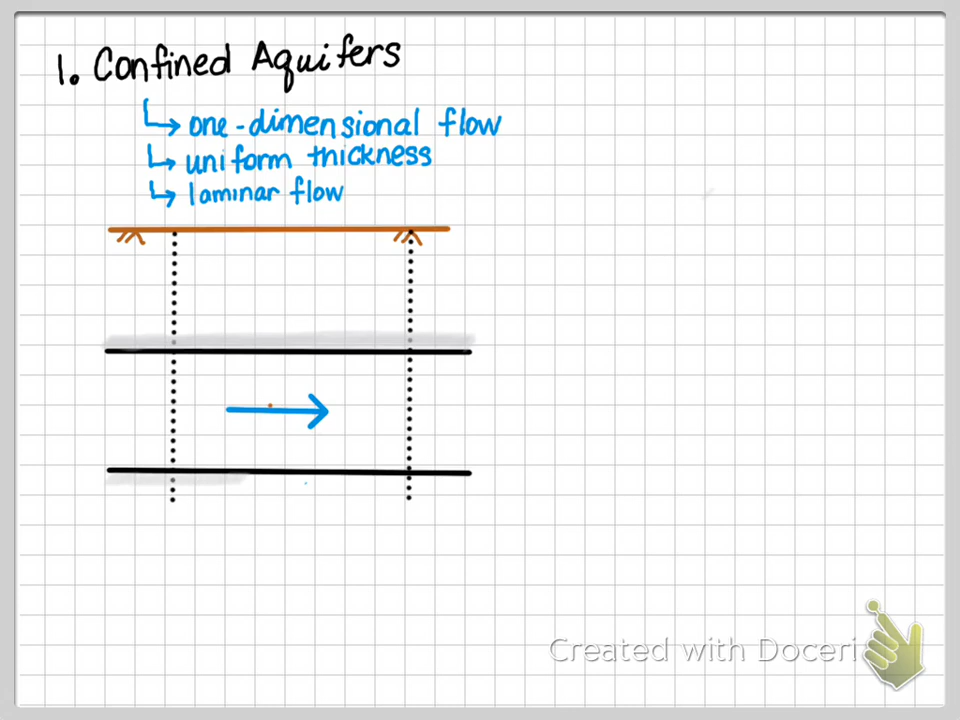 1. Confined Aquifers
one-dimensional flow
uniform thickness
laminar flow
Created with Doceri